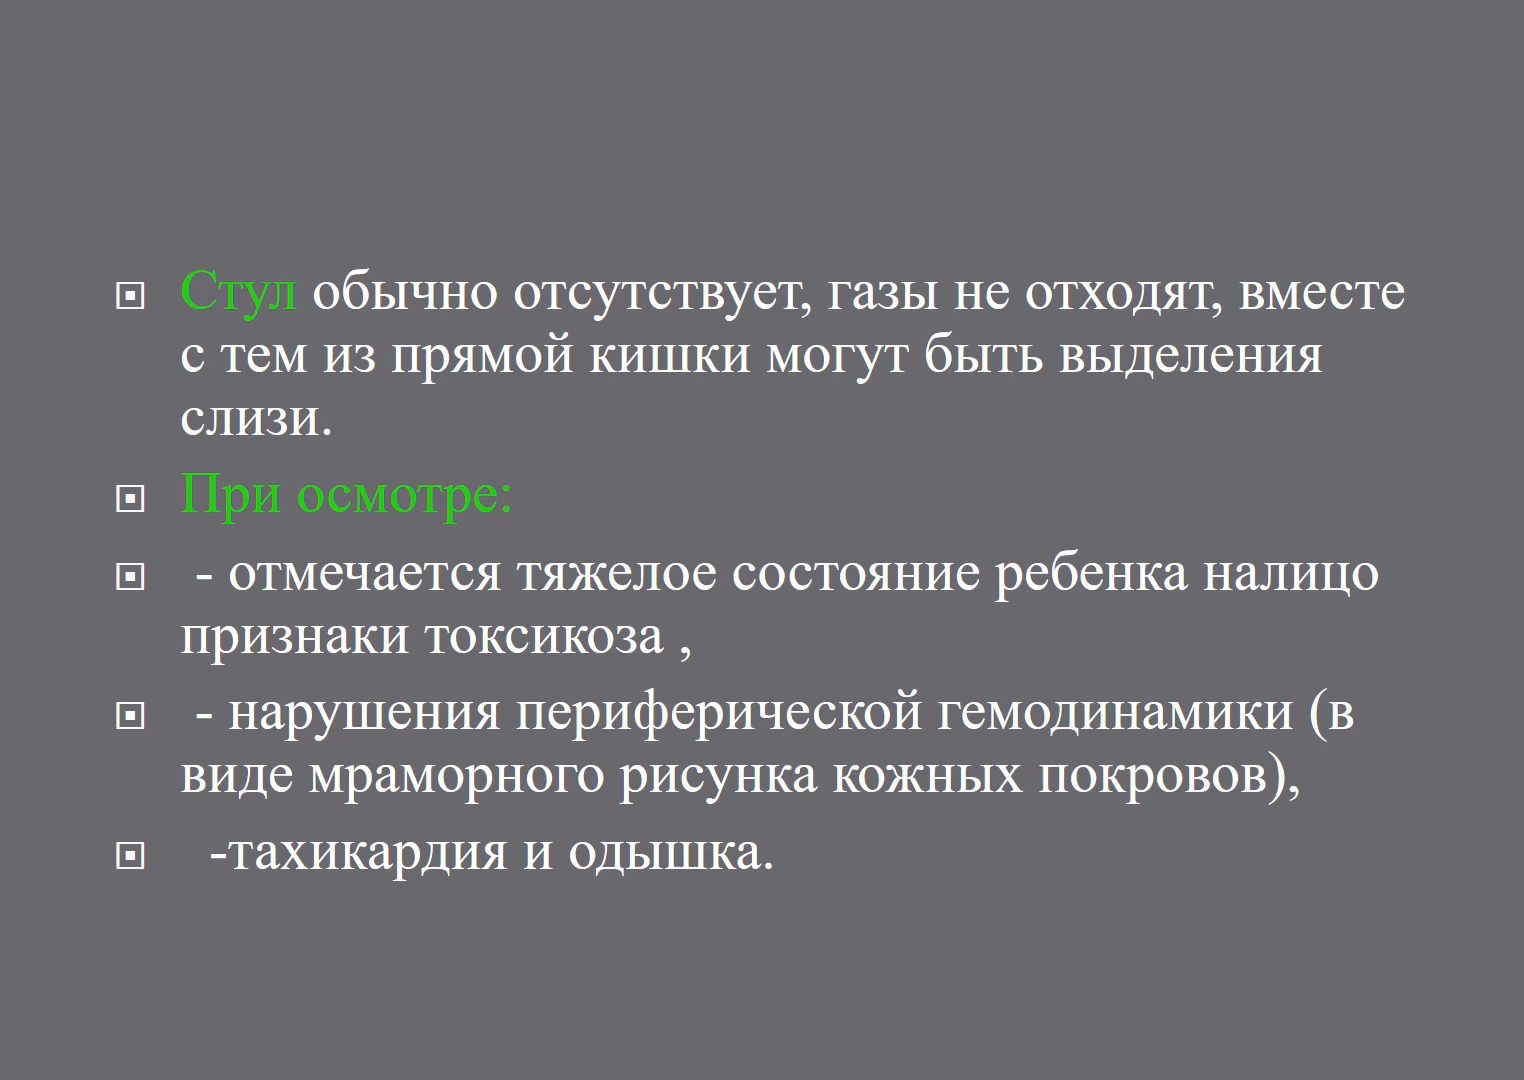 Стул обычно отсутствует, газы не отходят, вместе
с тем из прямой кишки могут быть выделения
слизи.
При осмотре:
- отмечается тяжелое состояние ребенка налицо
признаки токсикоза ,
- нарушения периферической гемодинамики (в
виде мраморного рисунка кожных покровов),
-тахикардия и одышка.